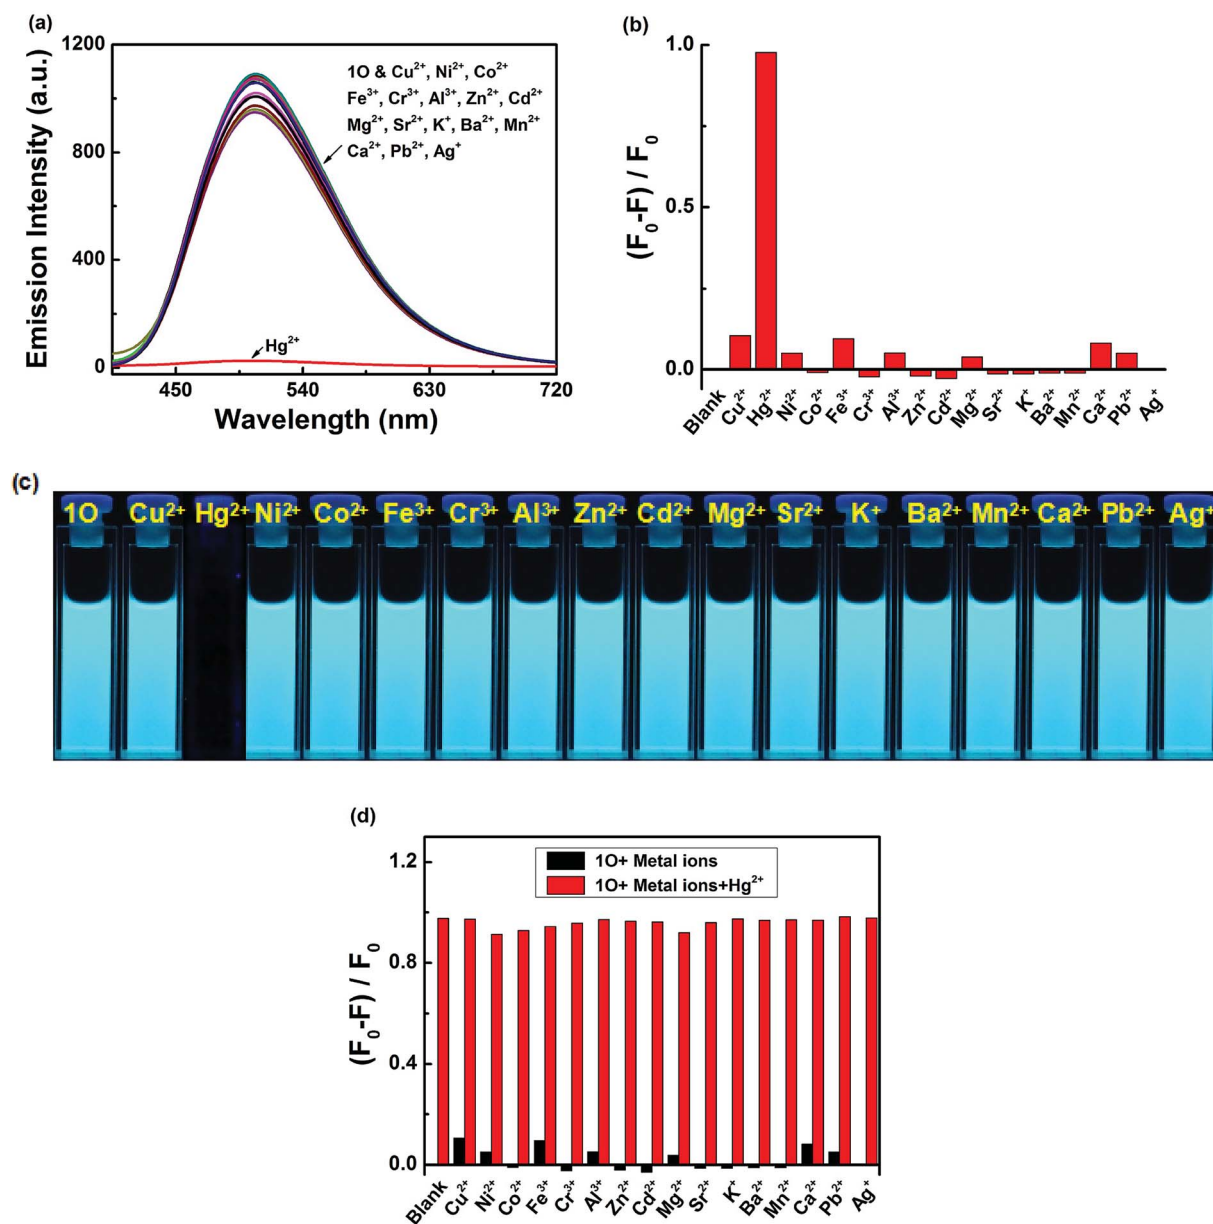 (a)
1200
800
400
0
450
540
630
720
Emission Intensity (a.u.)
Wavelength (nm)
1O & Cu²⁺, Ni²⁺, Co²⁺
Fe³⁺, Cr³⁺, Al³⁺, Zn²⁺, Cd²⁺
Mg²⁺, Sr²⁺, K⁺, Ba²⁺, Mn²⁺
Ca²⁺, Pb²⁺, Ag⁺
Hg²⁺
(b)
1.0
0.5
0.0
(F₀-F) / F₀
Blank
Cu²⁺
Hg²⁺
Ni²⁺
Co²⁺
Fe³⁺
Cr³⁺
Al³⁺
Zn²⁺
Cd²⁺
Mg²⁺
Sr²⁺
K⁺
Ba²⁺
Mn²⁺
Ca²⁺
Pb²⁺
Ag⁺
(c)
1O Cu²⁺ Hg²⁺ Ni²⁺ Co²⁺ Fe³⁺ Cr³⁺ Al³⁺ Zn²⁺ Cd²⁺ Mg²⁺ Sr²⁺ K⁺ Ba²⁺ Mn²⁺ Ca²⁺ Pb²⁺ Ag⁺
(d)
1.2
0.8
0.4
0.0
(F₀-F) / F₀
1O+ Metal ions
1O+ Metal ions+Hg²⁺
Blank
Cu²⁺
Ni²⁺
Co²⁺
Fe³⁺
Cr³⁺
Al³⁺
Zn²⁺
Cd²⁺
Mg²⁺
Sr²⁺
K⁺
Ba²⁺
Mn²⁺
Ca²⁺
Pb²⁺
Ag⁺